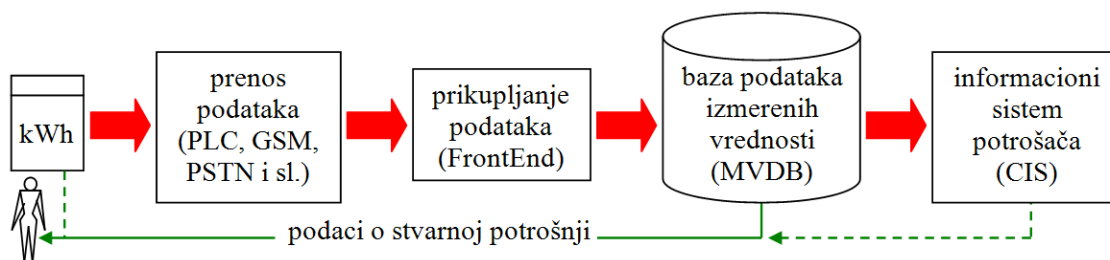 kWh
prenos
podataka
(PLC, GSM,
PSTN i sl.)
prikupljanje
podataka
(FrontEnd)
baza podataka
izmerenih
vrednosti
(MVDB)
informacioni
sistem
potrošača
(CIS)
podaci o stvarnoj potrošnji